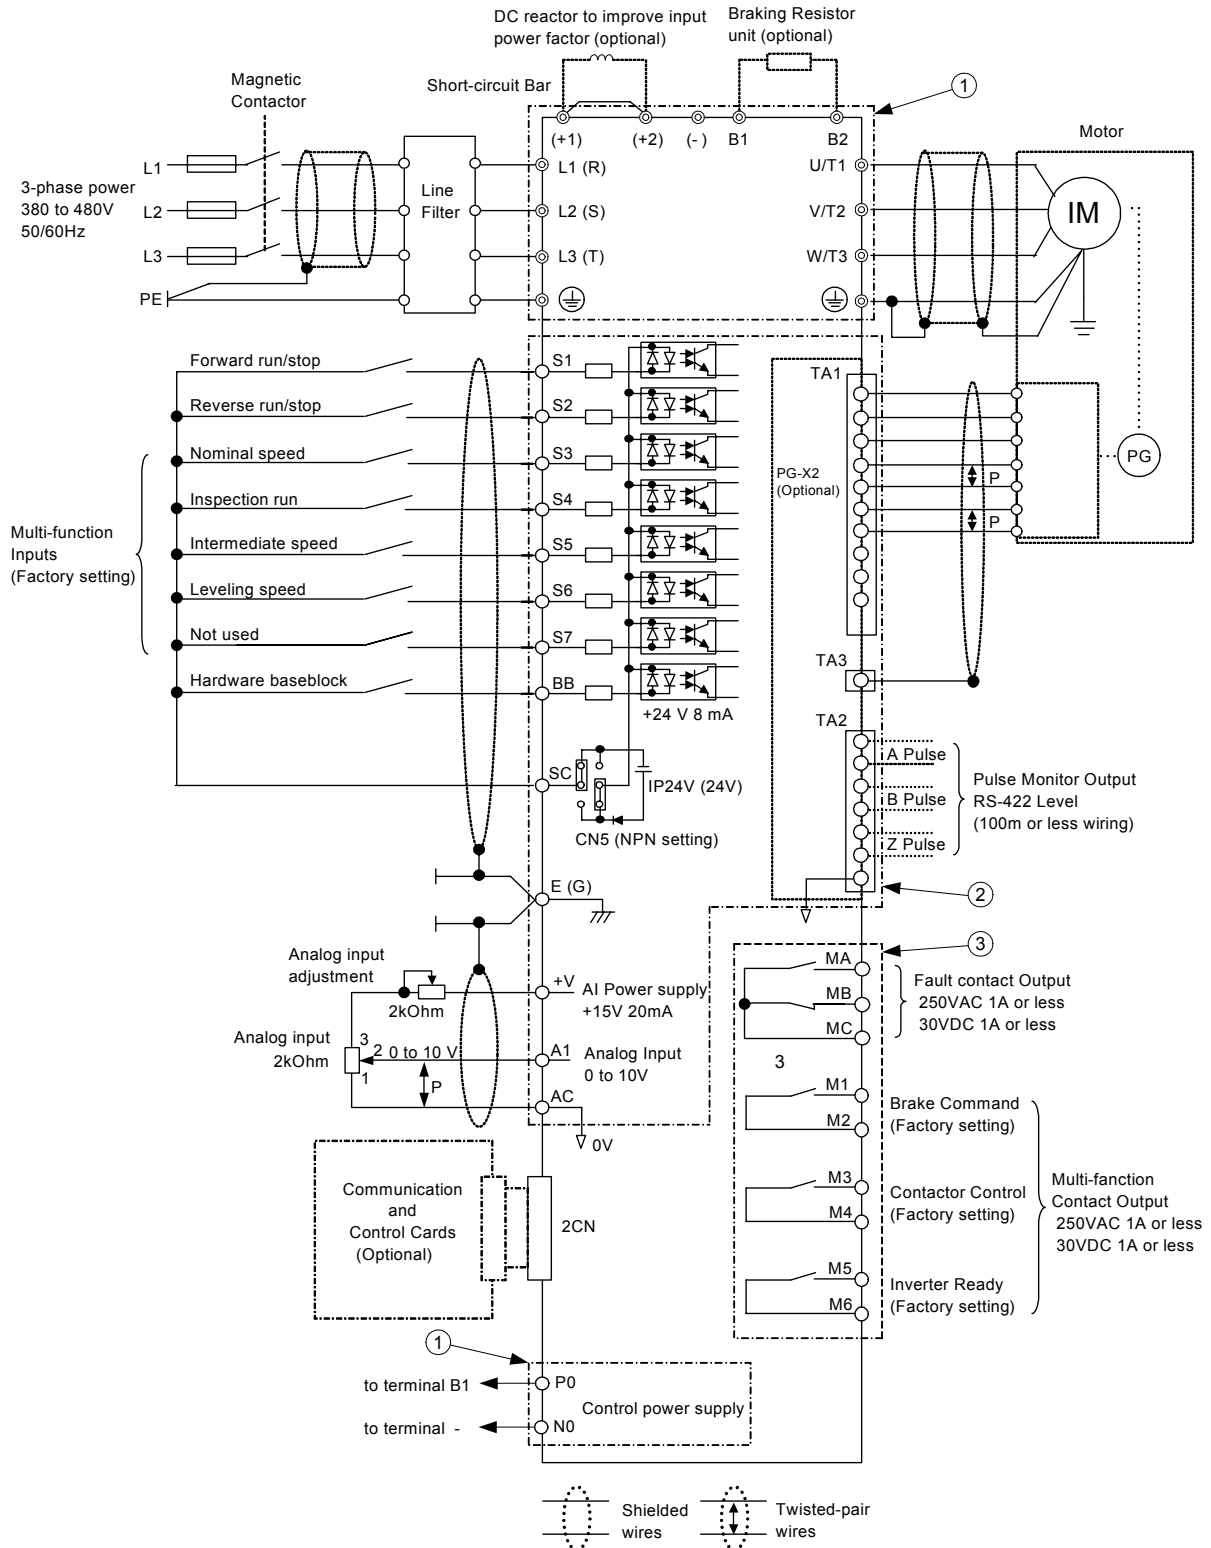 DC reactor to improve input
power factor (optional)
Braking Resistor
unit (optional)
Magnetic
Contactor
Short-circuit Bar
1
Motor
(+1)
(+2)
(-)
B1
B2
L1
L1 (R)
U/T1
3-phase power
380 to 480V
50/60Hz
L2
Line
Filter
L2 (S)
V/T2
IM
L3
L3 (T)
W/T3
PE
Forward run/stop
S1
TA1
Reverse run/stop
S2
Nominal speed
S3
PG-X2
(Optional)
P
PG
Inspection run
S4
P
Multi-function
Inputs
(Factory setting)
Intermediate speed
S5
Leveling speed
S6
Not used
S7
TA3
Hardware baseblock
BB
+24 V 8 mA
TA2
A Pulse
SC
IP24V (24V)
B Pulse
Pulse Monitor Output
RS-422 Level
(100m or less wiring)
CN5 (NPN setting)
Z Pulse
E (G)
2
3
Analog input
adjustment
2kOhm
+V
AI Power supply
+15V 20mA
MA
MB
MC
Fault contact Output
250VAC 1A or less
30VDC 1A or less
Analog input
2kOhm
3
2
0 to 10 V
1
P
A1
Analog Input
0 to 10V
3
AC
0V
M1
M2
Brake Command
(Factory setting)
Communication
and
Control Cards
(Optional)
2CN
M3
M4
Contactor Control
(Factory setting)
Multi-fanction
Contact Output
250VAC 1A or less
30VDC 1A or less
M5
M6
Inverter Ready
(Factory setting)
1
to terminal B1
P0
Control power supply
to terminal -
N0
Shielded
wires
Twisted-pair
wires